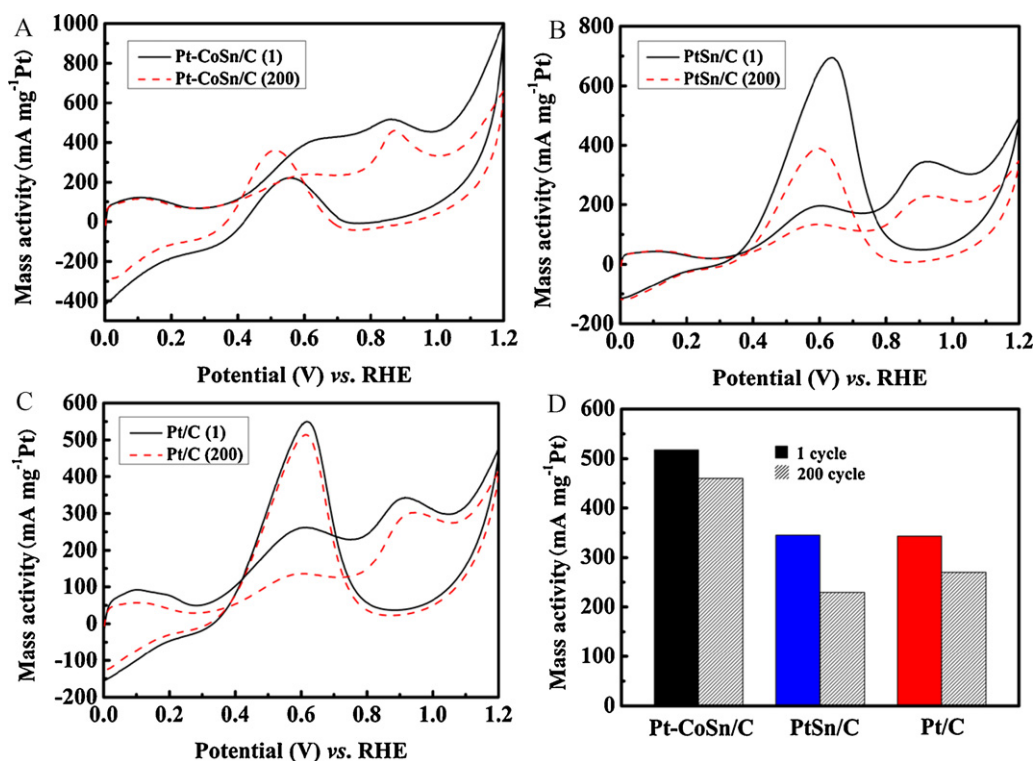 A
1000
800
600
400
200
0
-200
-400
Mass activity (mA mg⁻¹Pt)
Pt-CoSn/C (1)
Pt-CoSn/C (200)
0.0 0.2 0.4 0.6 0.8 1.0 1.2
Potential (V) vs. RHE
B
800
600
400
200
0
-200
Mass activity (mA mg⁻¹Pt)
PtSn/C (1)
PtSn/C (200)
0.0 0.2 0.4 0.6 0.8 1.0 1.2
Potential (V) vs. RHE
C
600
500
400
300
200
100
0
-100
-200
Mass activity (mA mg⁻¹Pt)
Pt/C (1)
Pt/C (200)
0.0 0.2 0.4 0.6 0.8 1.0 1.2
Potential (V) vs. RHE
D
600
500
400
300
200
100
0
Mass activity (mA mg⁻¹Pt)
1 cycle
200 cycle
Pt-CoSn/C PtSn/C Pt/C